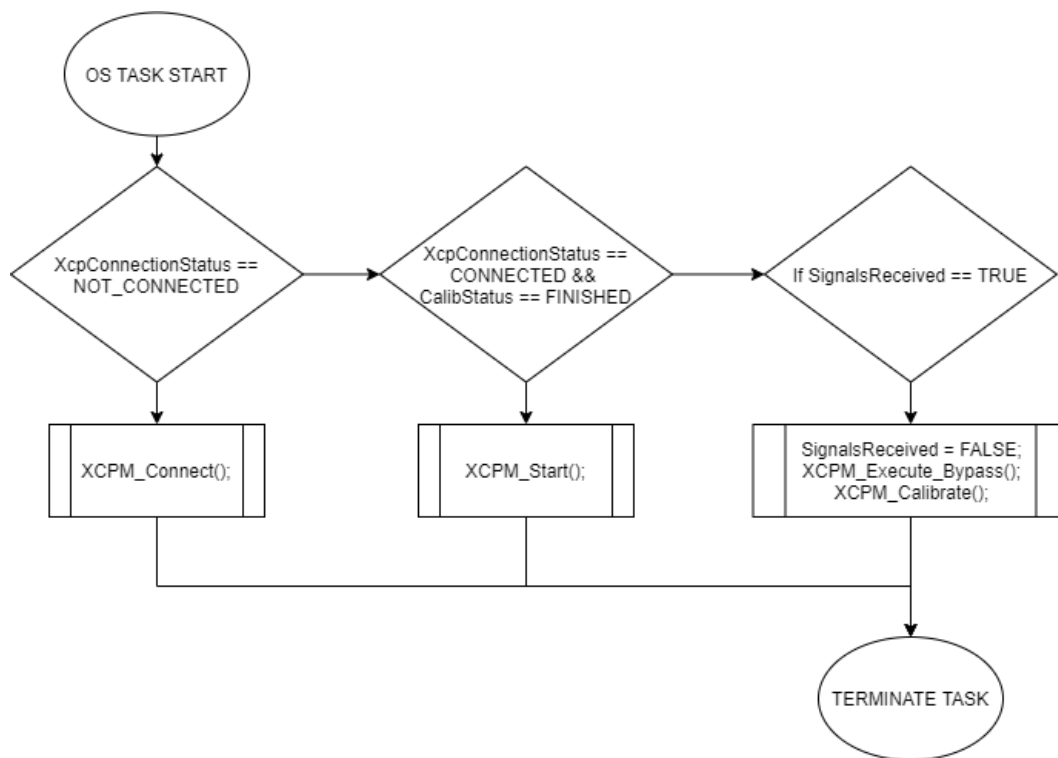 OS TASK START
XcpConnectionStatus ==
NOT_CONNECTED
XcpConnectionStatus ==
CONNECTED &&
CalibStatus == FINISHED
If SignalsReceived == TRUE
XCPM_Connect();
XCPM_Start();
SignalsReceived = FALSE;
XCPM_Execute_Bypass();
XCPM_Calibrate();
TERMINATE TASK